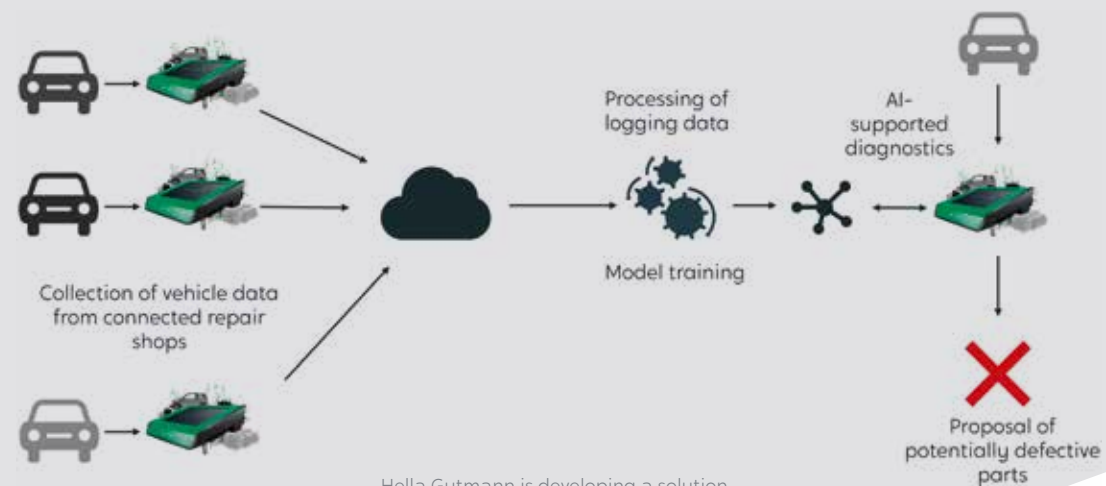 Processing of
logging data
AI-
supported
diagnostics
Model training
Collection of vehicle data
from connected repair
shops
Proposal of
potentially defective
parts
Hella Gutmann is developing a solution